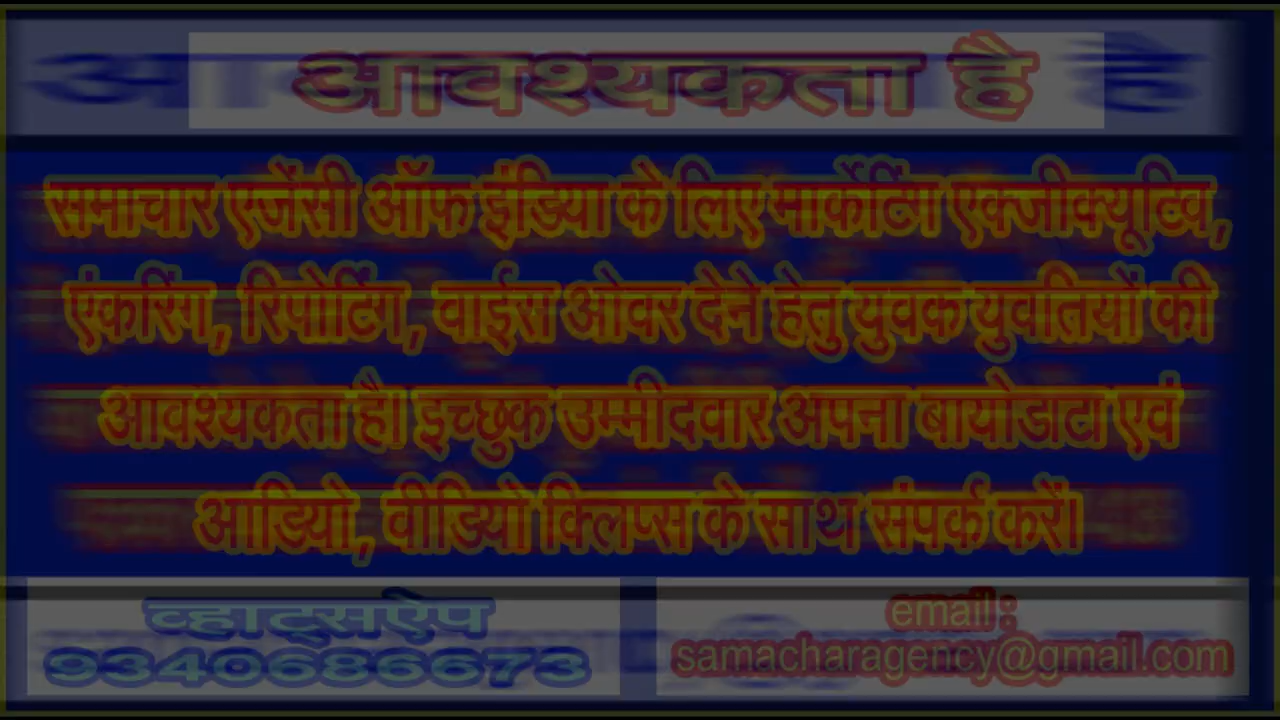 आवश्यकता है
समाचार एजेंसी ऑफ इंडिया के लिए मार्केटिंग एक्जीक्यूटिव,
एंकरिंग, रिपोर्टिंग, वाईस ओवर देने हेतु युवक युवतियों की
आवश्यकता है। इच्छुक उम्मीदवार अपना बायोडाटा एवं
आडियो, वीडियो क्लिप्स के साथ संपर्क करें।
व्हाट्सऐप
9340686673
email :
samacharagency@gmail.com